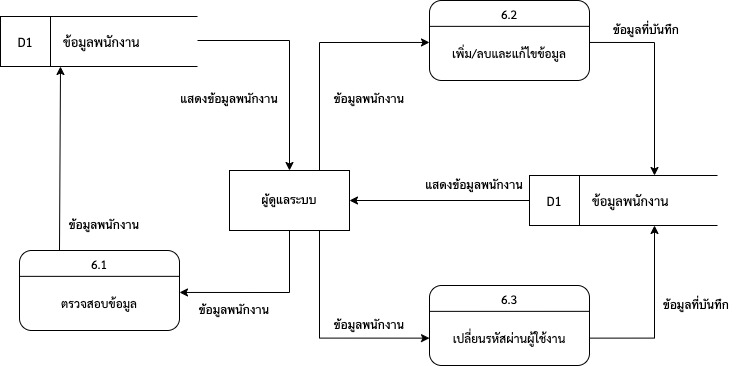 6.2
เพิ่ม/ลบและแก้ไขข้อมูล
ข้อมูลที่บันทึก
D1
ข้อมูลพนักงาน
แสดงข้อมูลพนักงาน
ข้อมูลพนักงาน
ผู้ดูแลระบบ
แสดงข้อมูลพนักงาน
D1
ข้อมูลพนักงาน
ข้อมูลพนักงาน
6.1
ตรวจสอบข้อมูล
ข้อมูลพนักงาน
ข้อมูลพนักงาน
6.3
เปลี่ยนรหัสผ่านผู้ใช้งาน
ข้อมูลที่บันทึก